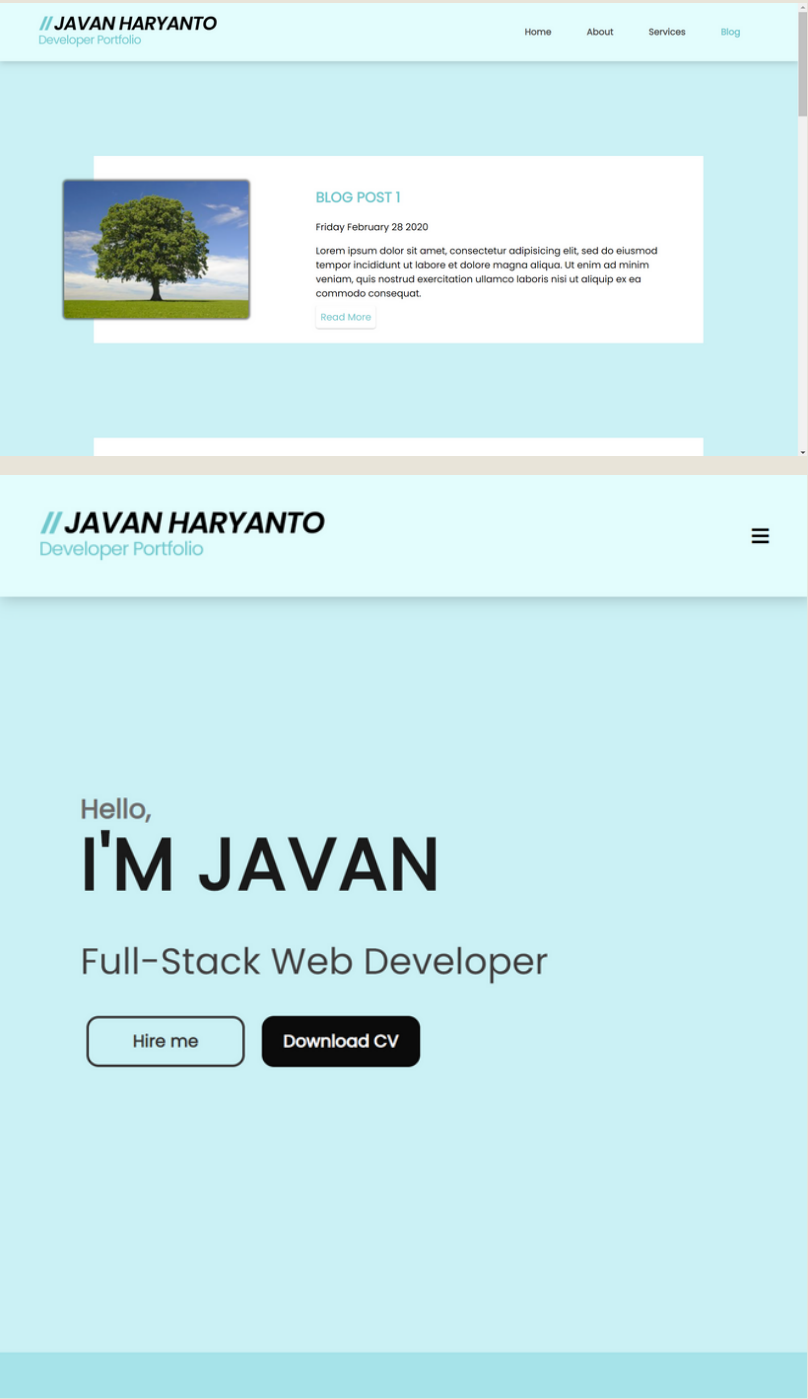 //JAVAN HARYANTO
Developer Portfolio
Home About Services Blog
BLOG POST 1
Friday February 28 2020
Lorem ipsum dolor sit amet, consectetur adipisicing elit, sed do eiusmod
tempor incididunt ut labore et dolore magna aliqua. Ut enim ad minim
veniam, quis nostrud exercitation ullamco laboris nisi ut aliquip ex ea
commodo consequat.
Read More
//JAVAN HARYANTO
Developer Portfolio
Hello,
I'M JAVAN
Full-Stack Web Developer
Hire me Download CV